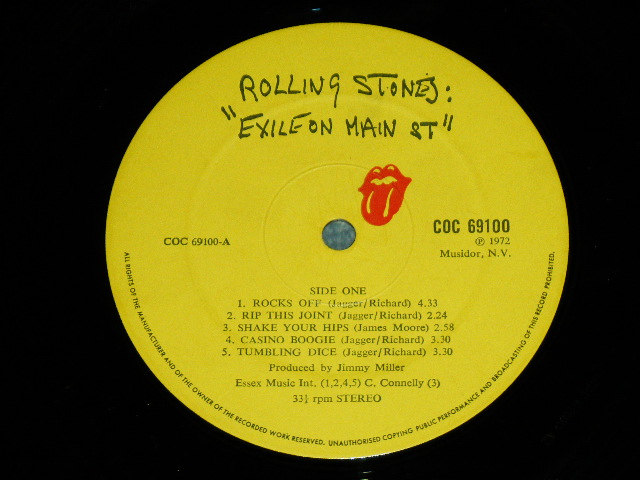 ROLLING STONES:
"EXILE ON MAIN ST"
COC 69100-A
COC 69100
℗ 1972
Musidor, N.V.
SIDE ONE
1. ROCKS OFF (Jagger/Richard) 4.33
2. RIP THIS JOINT (Jagger/Richard) 2.24
3. SHAKE YOUR HIPS (James Moore) 2.58
4. CASINO BOOGIE (Jagger/Richard) 3.30
5. TUMBLING DICE (Jagger/Richard) 3.30
Produced by Jimmy Miller
Essex Music Int. (1,2,4,5) C. Connelly (3)
33⅓ rpm STEREO
ALL RIGHTS OF THE MANUFACTURER AND OF THE OWNER OF THE RECORDED WORK RESERVED. UNAUTHORISED COPYING PUBLIC PERFORMANCE AND BROADCASTING OF THIS RECORD PROHIBITED.